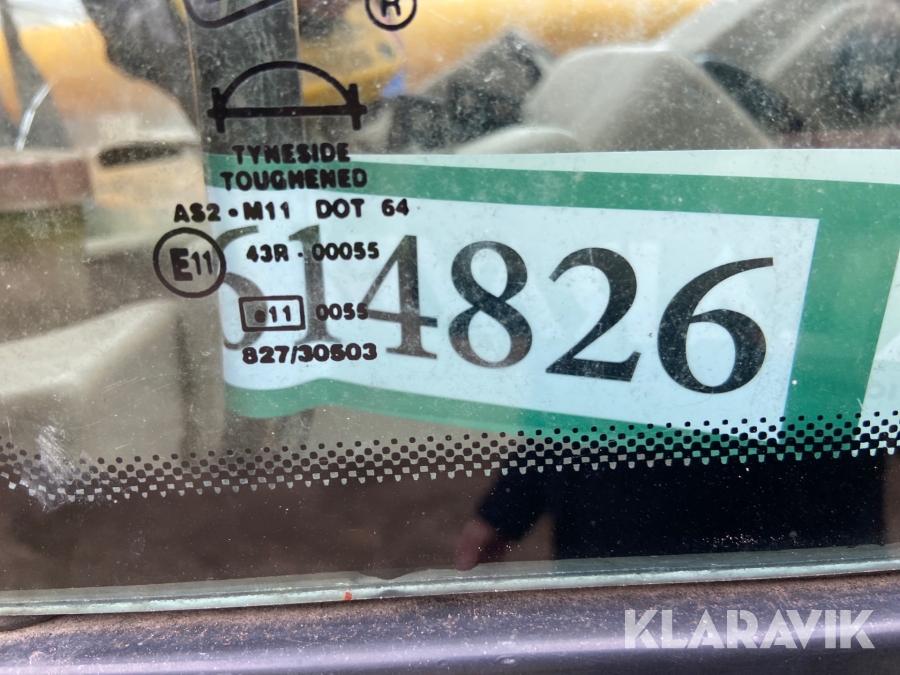 R
TYNESIDE
TOUGHENED
AS2 • M11 DOT 64
E11 43R - 00055
614826
e11 0055
827/30503
KLARAVIK